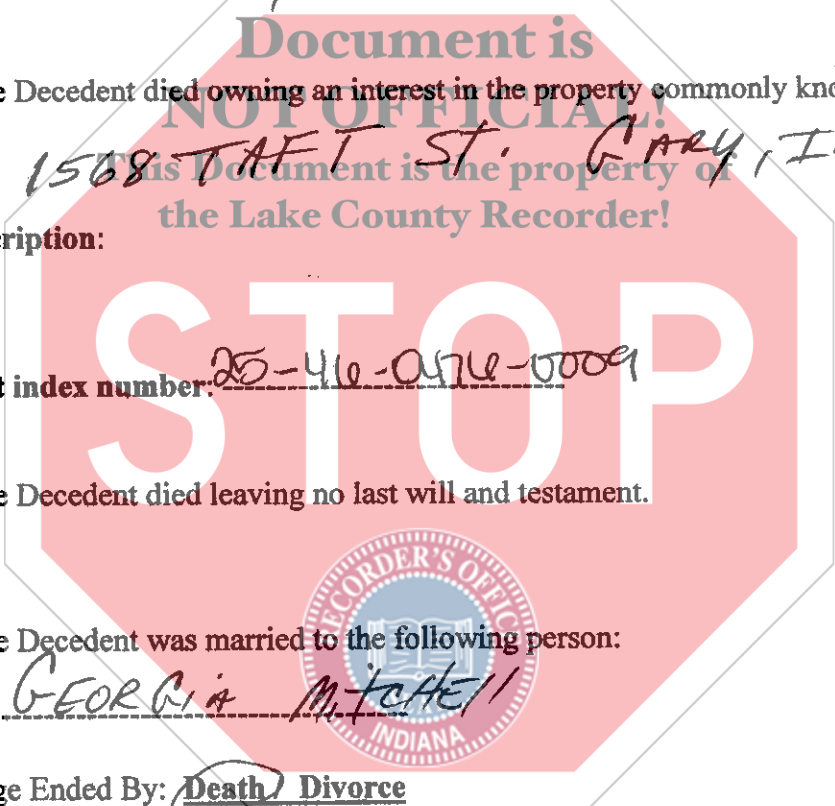 Document is
e Decedent died owning an interest in the property commonly kno
NOT OFFICIAL!
1568 TAFT St. GARY, I
This Document is the property of
the Lake County Recorder!
ription:
STOP
t index number: 25-46-0476-0009
e Decedent died leaving no last will and testament.
RECORDER'S OFFIC
e Decedent was married to the following person:
GEORGIA MitCHEll
INDIANA
ge Ended By: Death / Divorce